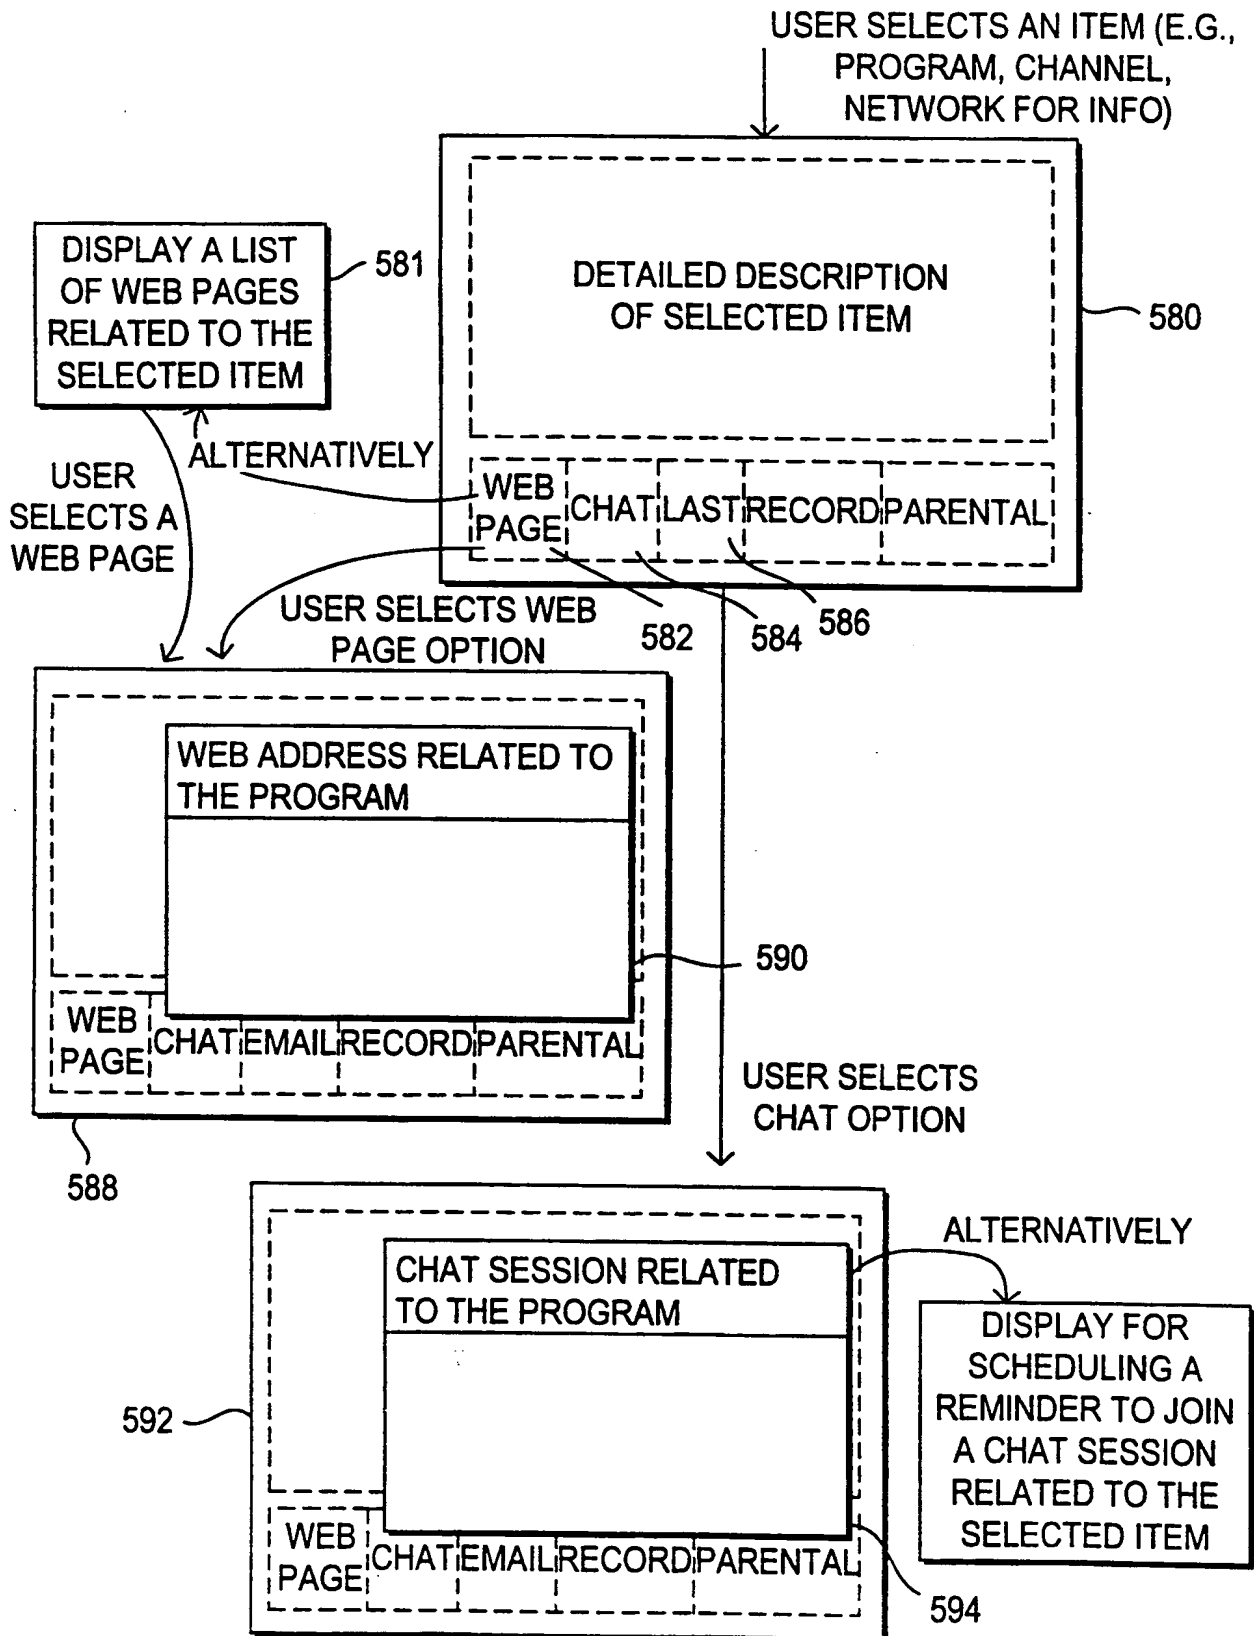 USER SELECTS AN ITEM (E.G.,
PROGRAM, CHANNEL,
NETWORK FOR INFO)
DISPLAY A LIST
OF WEB PAGES
RELATED TO THE
SELECTED ITEM
581
DETAILED DESCRIPTION
OF SELECTED ITEM
580
ALTERNATIVELY
USER
SELECTS A
WEB PAGE
WEB
PAGE
CHAT
LAST
RECORD
PARENTAL
USER SELECTS WEB
PAGE OPTION
582
584
586
WEB ADDRESS RELATED TO
THE PROGRAM
590
WEB
PAGE
CHAT
EMAIL
RECORD
PARENTAL
588
USER SELECTS
CHAT OPTION
ALTERNATIVELY
CHAT SESSION RELATED
TO THE PROGRAM
DISPLAY FOR
SCHEDULING A
REMINDER TO JOIN
A CHAT SESSION
RELATED TO THE
SELECTED ITEM
592
WEB
PAGE
CHAT
EMAIL
RECORD
PARENTAL
594